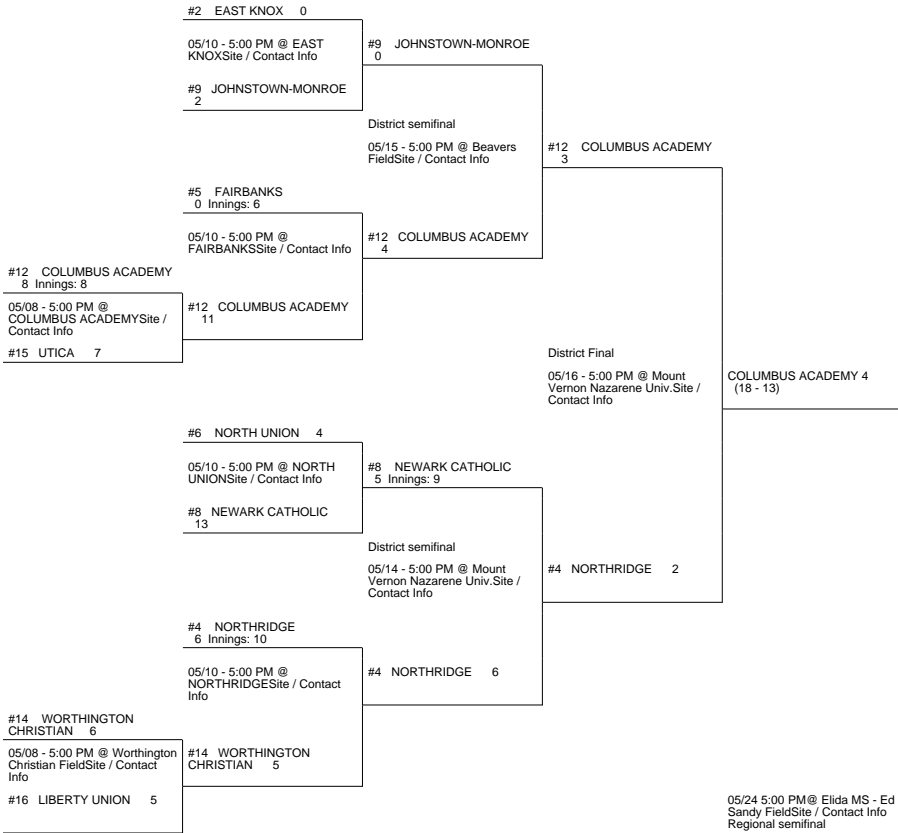 #2 EAST KNOX 0
05/10 - 5:00 PM @ EAST
KNOXSite / Contact Info
#9 JOHNSTOWN-MONROE
2
#9 JOHNSTOWN-MONROE
0
District semifinal
05/15 - 5:00 PM @ Beavers
FieldSite / Contact Info
#12 COLUMBUS ACADEMY
3
#5 FAIRBANKS
0 Innings: 6
05/10 - 5:00 PM @
FAIRBANKSSite / Contact Info
#12 COLUMBUS ACADEMY
4
#12 COLUMBUS ACADEMY
8 Innings: 8
05/08 - 5:00 PM @
COLUMBUS ACADEMYSite /
Contact Info
#15 UTICA 7
#12 COLUMBUS ACADEMY
11
District Final
05/16 - 5:00 PM @ Mount
Vernon Nazarene Univ.Site /
Contact Info
COLUMBUS ACADEMY 4
(18 - 13)
#6 NORTH UNION 4
05/10 - 5:00 PM @ NORTH
UNIONSite / Contact Info
#8 NEWARK CATHOLIC
13
#8 NEWARK CATHOLIC
5 Innings: 9
District semifinal
05/14 - 5:00 PM @ Mount
Vernon Nazarene Univ.Site /
Contact Info
#4 NORTHRIDGE 2
#4 NORTHRIDGE
6 Innings: 10
05/10 - 5:00 PM @
NORTHRIDGESite / Contact
Info
#4 NORTHRIDGE 6
#14 WORTHINGTON
CHRISTIAN 6
05/08 - 5:00 PM @ Worthington
Christian FieldSite / Contact
Info
#16 LIBERTY UNION 5
#14 WORTHINGTON
CHRISTIAN 5
05/24 5:00 PM@ Elida MS - Ed
Sandy FieldSite / Contact Info
Regional semifinal